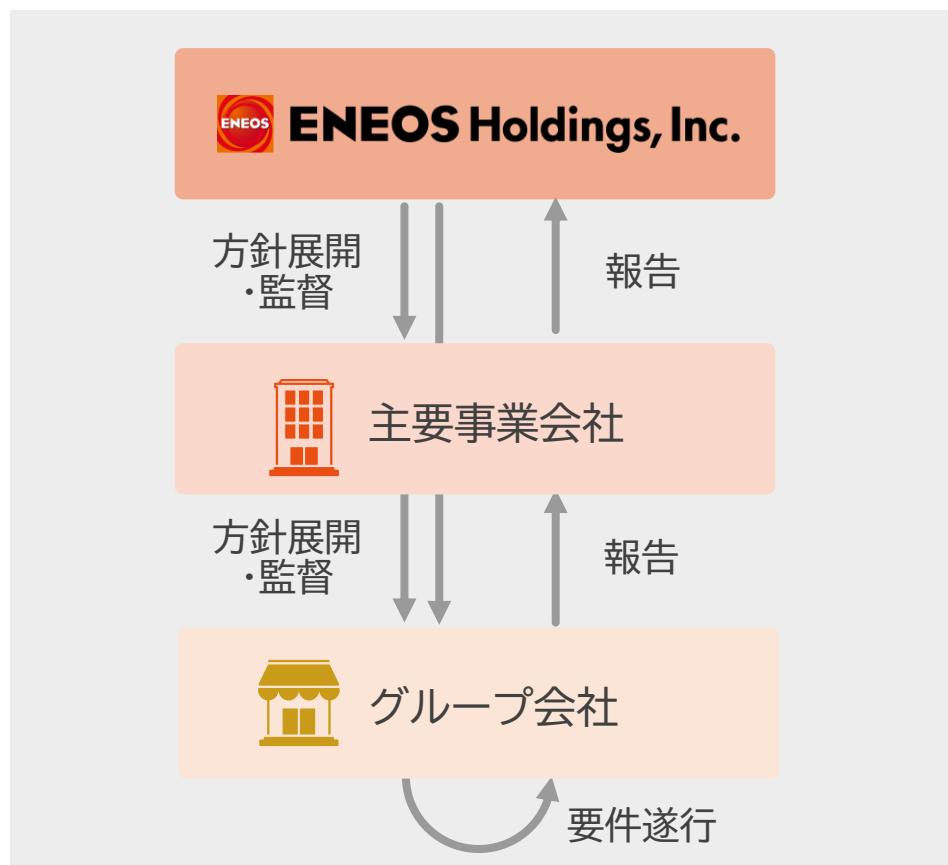 ENEOS
ENEOS Holdings, Inc.
方針展開
・監督
報告
主要事業会社
方針展開
・監督
報告
グループ会社
要件遂行